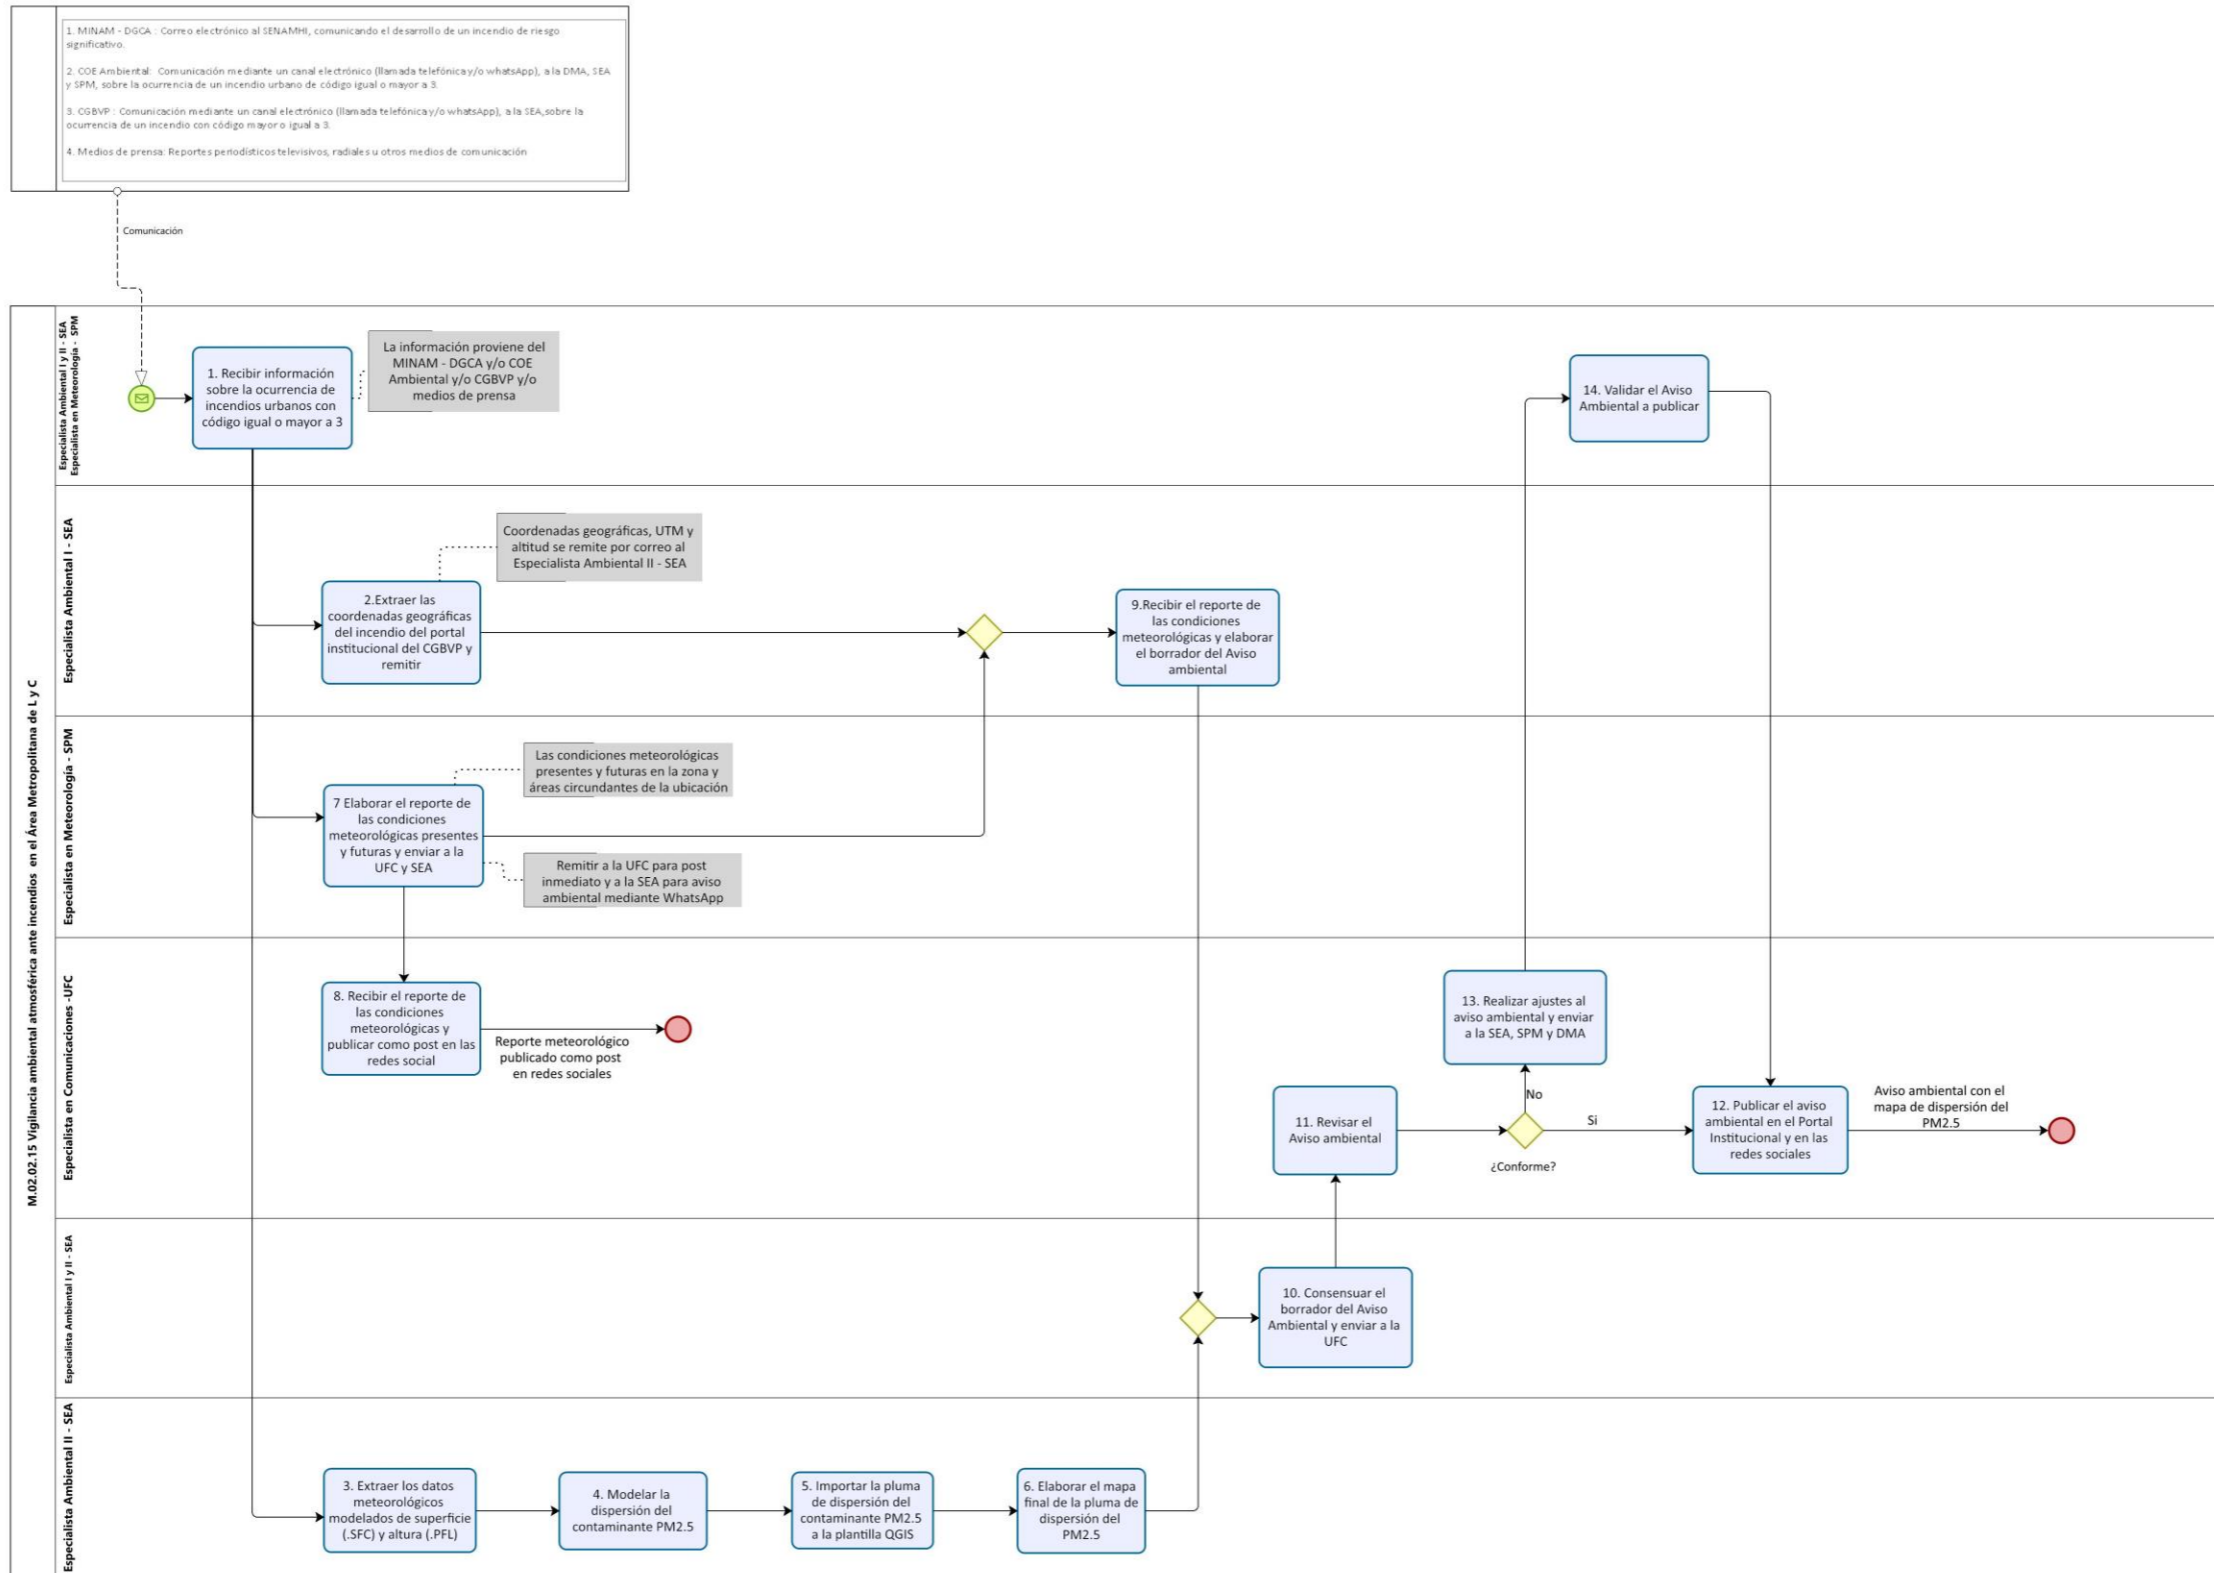 1. MINAM - DGCA : Correo electrónico al SENAMHI, comunicando el desarrollo de un incendio de riesgo
significativo.
2. COE Ambiental: Comunicación mediante un canal electrónico (llamada telefónica y/o whatsApp), a la DMA, SEA
y SPM, sobre la ocurrencia de un incendio urbano de código igual o mayor a 3.
3. CGBVP : Comunicación mediante un canal electrónico (llamada telefónica y/o whatsApp), a la SEA,sobre la
ocurrencia de un incendio con código mayor o igual a 3.
4. Medios de prensa: Reportes periodísticos televisivos, radiales u otros medios de comunicación
Comunicación
M.02.02.15 Vigilancia ambiental atmosférica ante incendios en el Área Metropolitana de L y C
Especialista Ambiental I y II - SEA
Especialista en Meteorología - SPM
1. Recibir información
sobre la ocurrencia de
incendios urbanos con
código igual o mayor a 3
La información proviene del
MINAM - DGCA y/o COE
Ambiental y/o CGBVP y/o
medios de prensa
14. Validar el Aviso
Ambiental a publicar
Especialista Ambiental I - SEA
Coordenadas geográficas, UTM y
altitud se remite por correo al
Especialista Ambiental II - SEA
2.Extraer las
coordenadas geográficas
del incendio del portal
institucional del CGBVP y
remitir
9.Recibir el reporte de
las condiciones
meteorológicas y elaborar
el borrador del Aviso
ambiental
Especialista en Meteorología - SPM
Las condiciones meteorológicas
presentes y futuras en la zona y
áreas circundantes de la ubicación
7 Elaborar el reporte de
las condiciones
meteorológicas presentes
y futuras y enviar a la
UFC y SEA
Remitir a la UFC para post
inmediato y a la SEA para aviso
ambiental mediante WhatsApp
Especialista en Comunicaciones -UFC
8. Recibir el reporte de
las condiciones
meteorológicas y
publicar como post en las
redes social
Reporte meteorológico
publicado como post
en redes sociales
13. Realizar ajustes al
aviso ambiental y enviar
a la SEA, SPM y DMA
No
11. Revisar el
Aviso ambiental
¿Conforme?
Si
12. Publicar el aviso
ambiental en el Portal
Institucional y en las
redes sociales
Aviso ambiental con el
mapa de dispersión del
PM2.5
Especialista Ambiental I y II - SEA
10. Consensuar el
borrador del Aviso
Ambiental y enviar a la
UFC
Especialista Ambiental II - SEA
3. Extraer los datos
meteorológicos
modelados de superficie
(.SFC) y altura (.PFL)
4. Modelar la
dispersión del
contaminante PM2.5
5. Importar la pluma
de dispersión del
contaminante PM2.5
a la plantilla QGIS
6. Elaborar el mapa
final de la pluma de
dispersión del
PM2.5